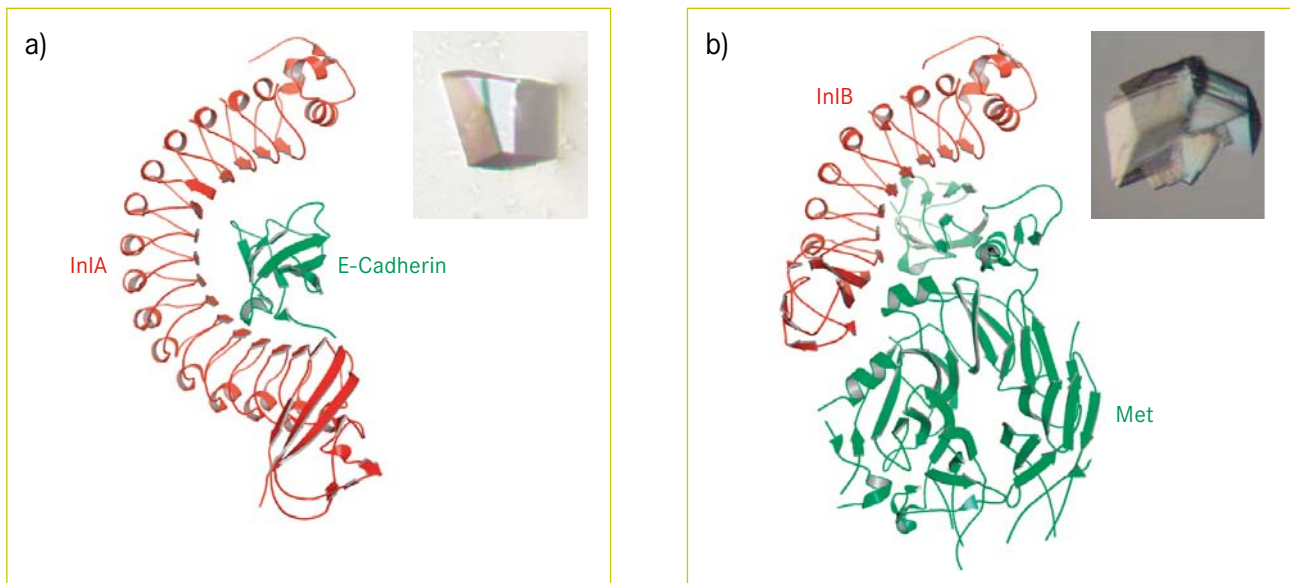 a)
InlA
E-Cadherin
b)
InlB
Met